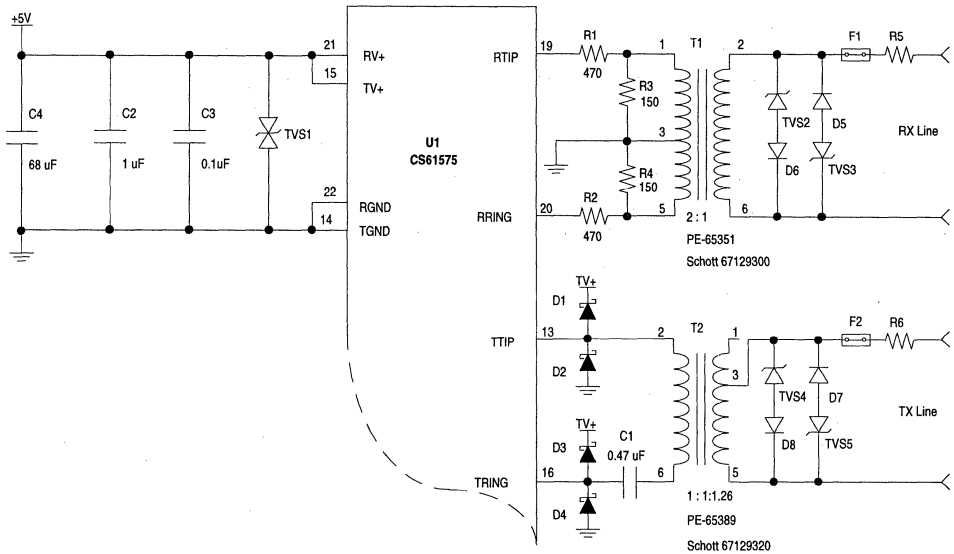 +5V
21
RV+
15
TV+
C4
68 uF
C2
1 uF
C3
0.1uF
TVS1
22
RGND
14
TGND
U1
CS61575
RTIP
19
R1
470
R3
150
R4
150
RRING
20
R2
470
1
T1
2
3
5
6
2 : 1
PE-65351
Schott 67129300
TVS2
D5
D6
TVS3
F1
R5
RX Line
TTIP
13
TV+
D1
D2
TRING
16
TV+
D3
D4
C1
0.47 uF
2
T2
1
3
6
5
1 : 1:1.26
PE-65389
Schott 67129320
TVS4
D7
D8
TVS5
F2
R6
TX Line